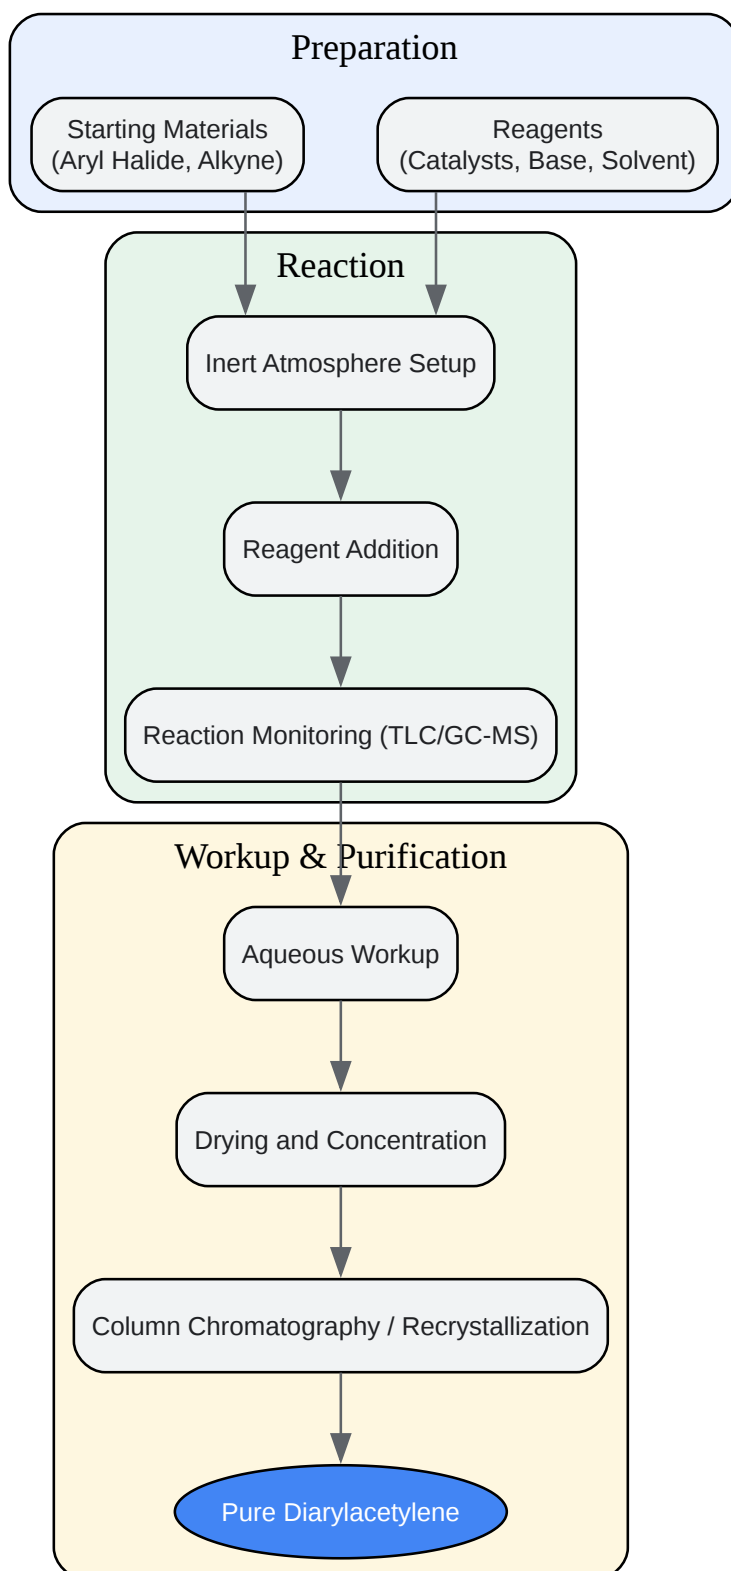 Preparation
Starting Materials
(Aryl Halide, Alkyne)
Reagents
(Catalysts, Base, Solvent)
Reaction
Inert Atmosphere Setup
Reagent Addition
Reaction Monitoring (TLC/GC-MS)
Workup & Purification
Aqueous Workup
Drying and Concentration
Column Chromatography / Recrystallization
Pure Diarylacetylene